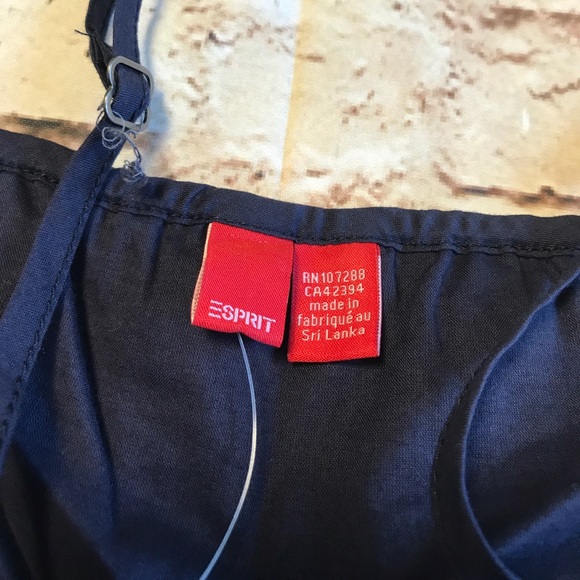 ESPRIT
RN107288
CA42394
made in
fabriqué au
Sri Lanka